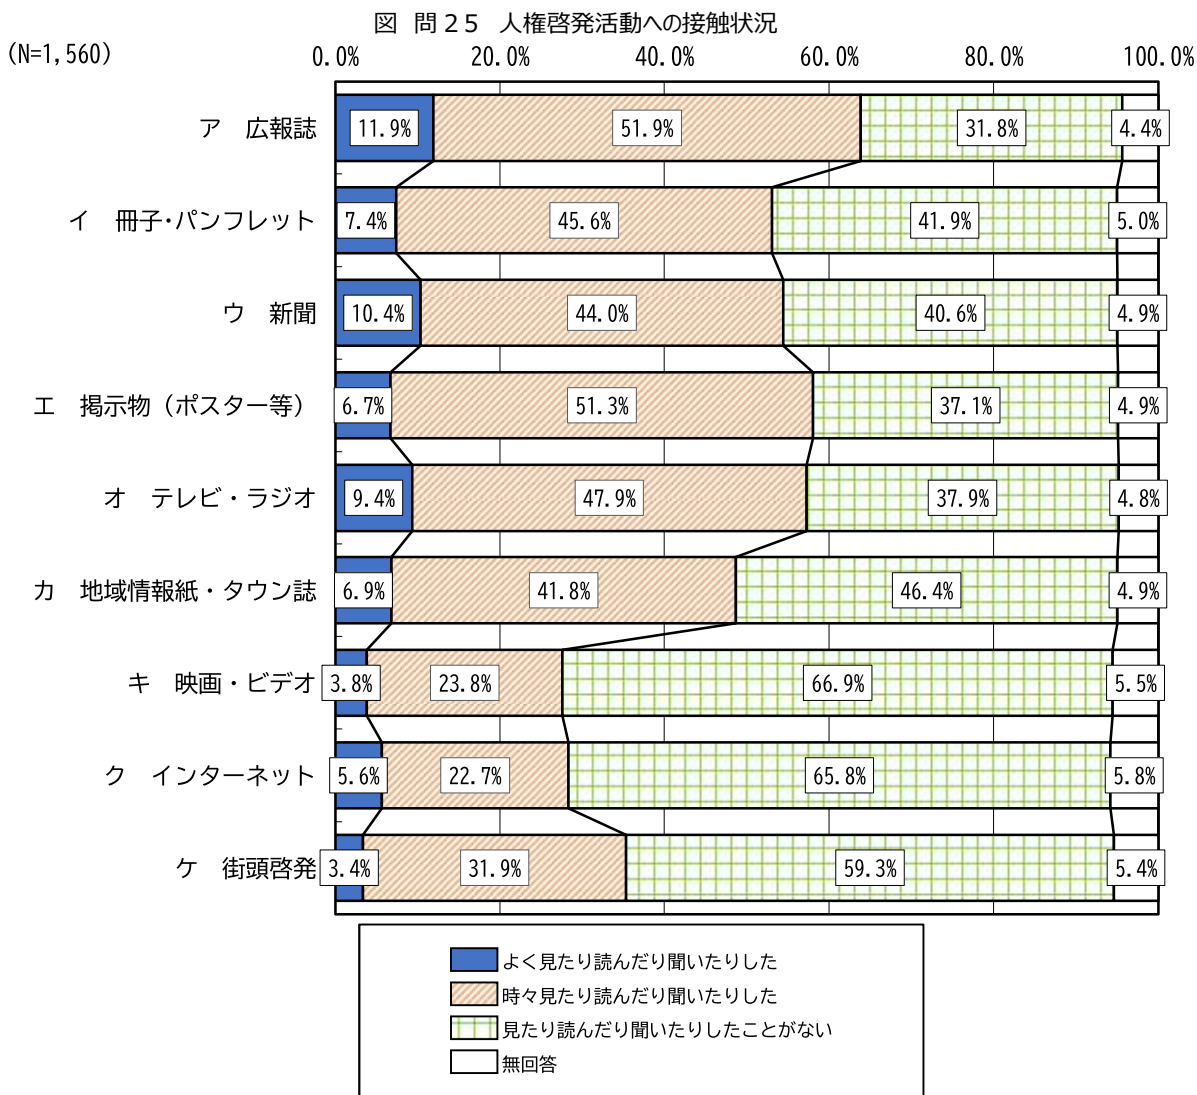 図 問25 人権啓発活動への接触状況
(N=1,560)
0.0% 20.0% 40.0% 60.0% 80.0% 100.0%
ア 広報誌 11.9% 51.9% 31.8% 4.4%
イ 冊子・パンフレット 7.4% 45.6% 41.9% 5.0%
ウ 新聞 10.4% 44.0% 40.6% 4.9%
エ 掲示物（ポスター等） 6.7% 51.3% 37.1% 4.9%
オ テレビ・ラジオ 9.4% 47.9% 37.9% 4.8%
カ 地域情報紙・タウン誌 6.9% 41.8% 46.4% 4.9%
キ 映画・ビデオ 3.8% 23.8% 66.9% 5.5%
ク インターネット 5.6% 22.7% 65.8% 5.8%
ケ 街頭啓発 3.4% 31.9% 59.3% 5.4%
よく見たり読んだり聞いたりした
時々見たり読んだり聞いたりした
見たり読んだり聞いたりしたことがない
無回答